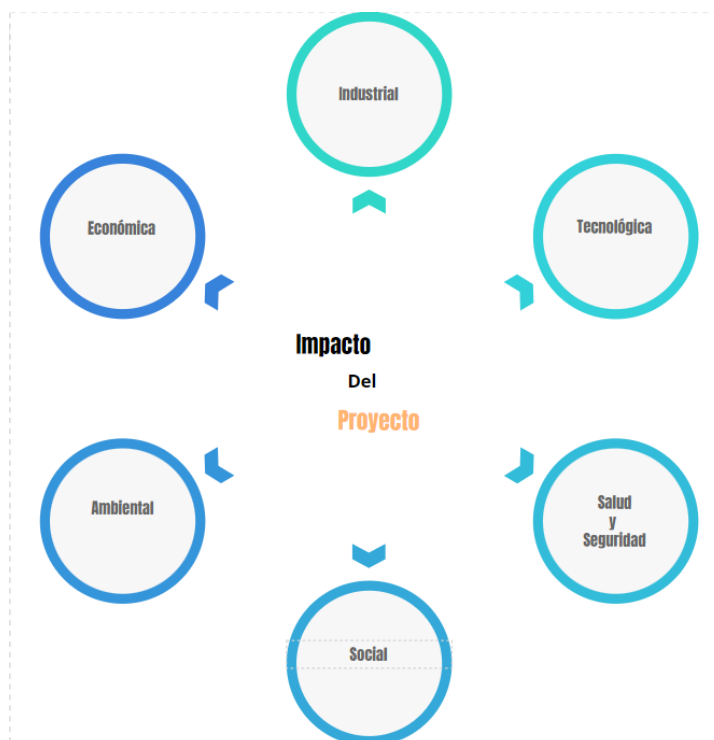 Industrial
Económica
Tecnológica
Impacto
Del
Proyecto
Ambiental
Salud
y
Seguridad
Social